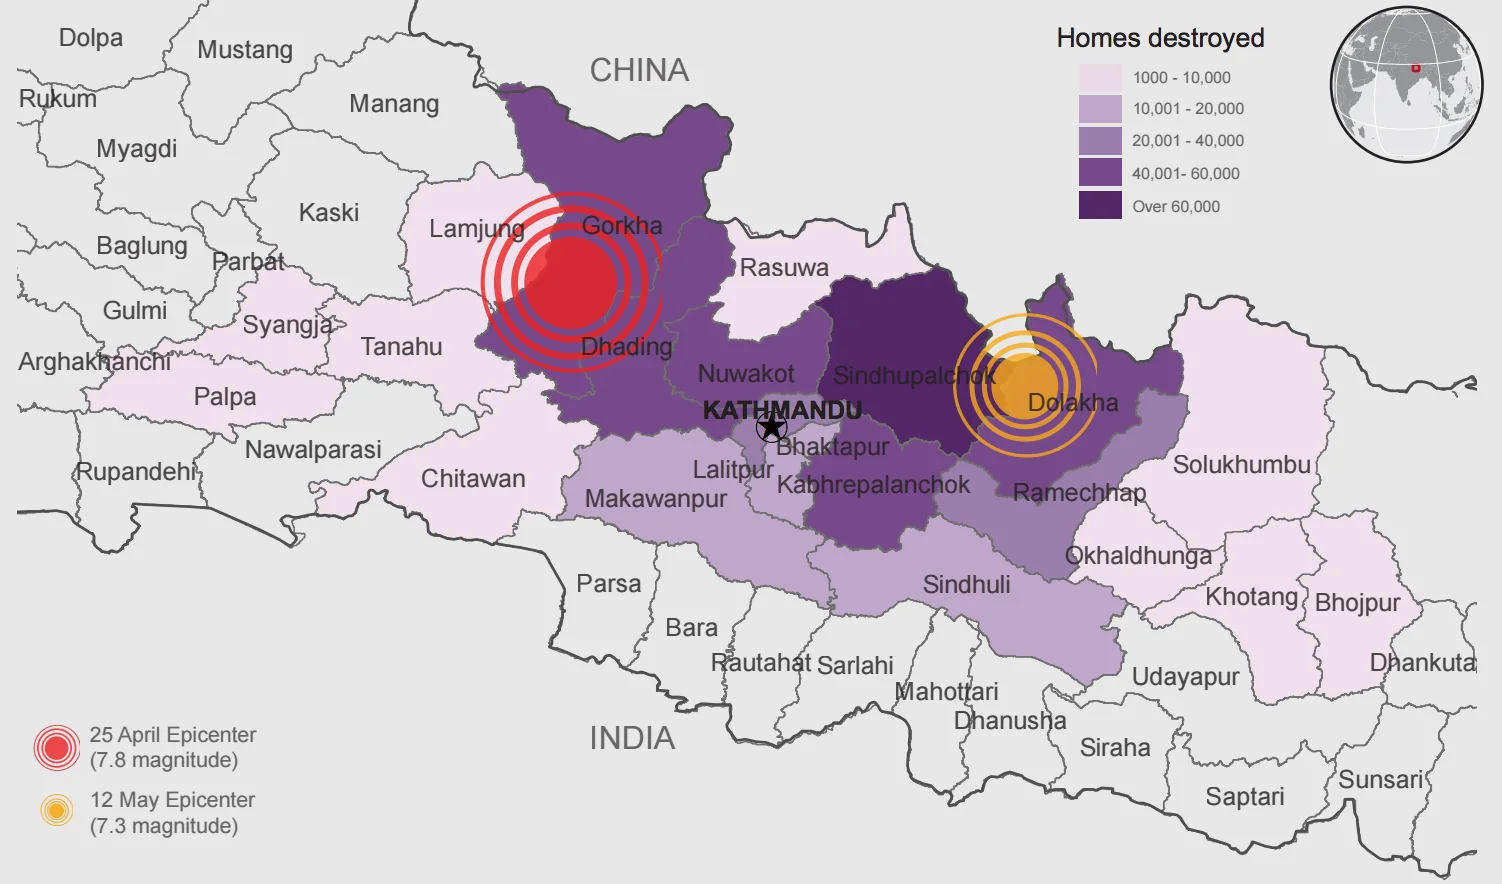 Dolpa
Mustang
CHINA
Homes destroyed
1000 - 10,000
10,001 - 20,000
20,001 - 40,000
40,001- 60,000
Over 60,000
Rukum
Manang
Myagdi
Kaski
Lamjung
Gorkha
Baglung
Parbat
Rasuwa
Gulmi
Syangja
Tanahu
Dhading
Arghakhanchi
Nuwakot
Sindhupalchok
Palpa
KATHMANDU
Dolakha
Nawalparasi
Bhaktapur
Rupandehi
Chitawan
Lalitpur
Makawanpur
Kabhrepalanchok
Ramechhap
Solukhumbu
Okhaldhunga
Parsa
Sindhuli
Khotang
Bhojpur
Bara
Rautahat
Sarlahi
Mahottari
Udayapur
Dhankuta
Dhanusha
INDIA
Siraha
Saptari
Sunsari
25 April Epicenter
(7.8 magnitude)
12 May Epicenter
(7.3 magnitude)